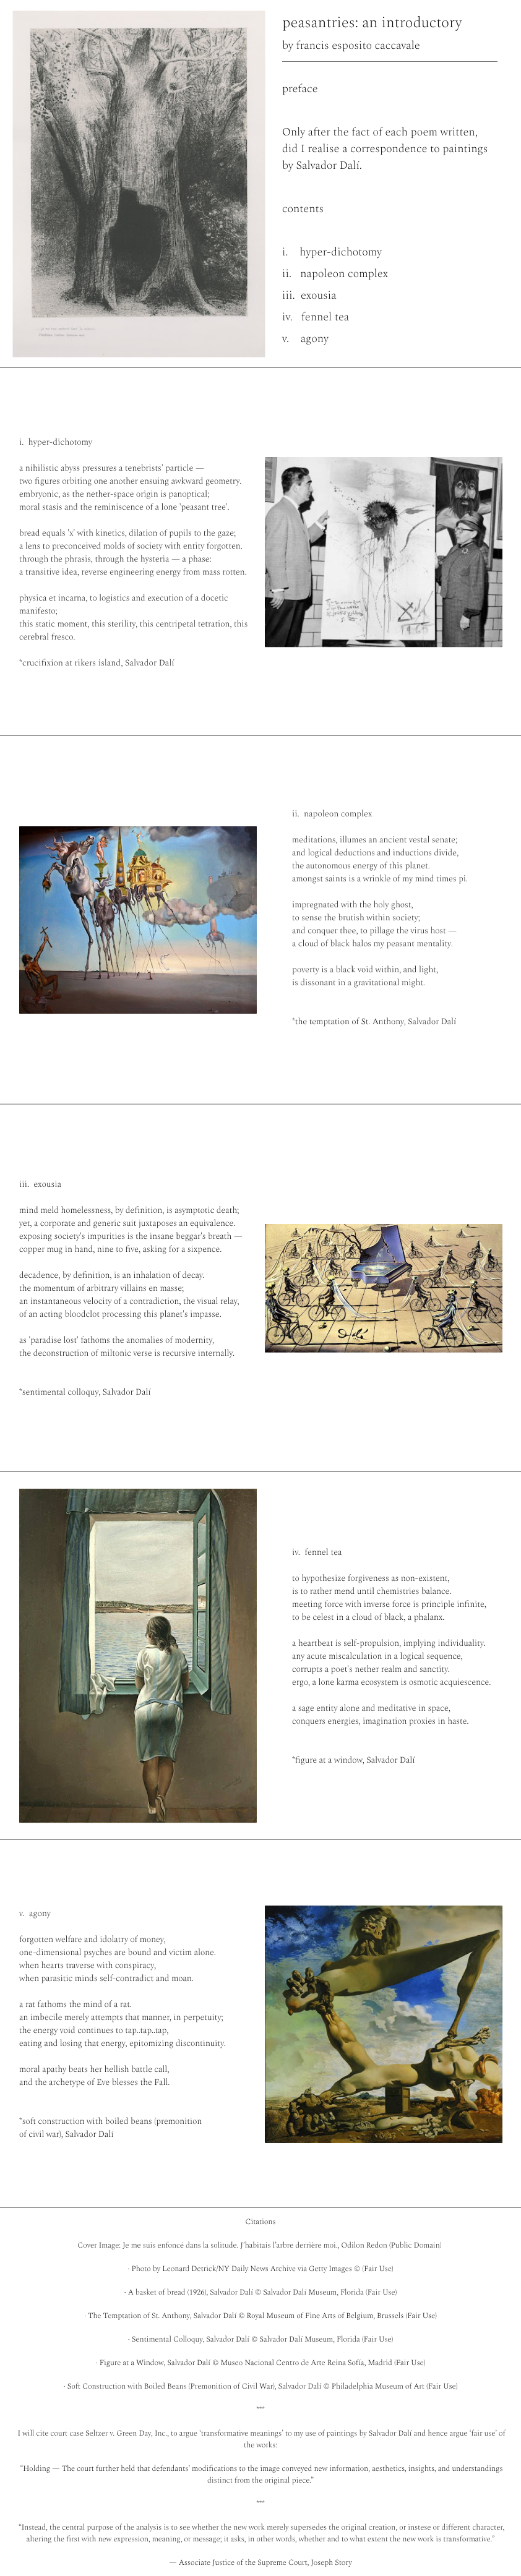 peasantries: an introductory
by francis esposito caccavale
preface
Only after the fact of each poem written,
did I realise a correspondence to paintings
by Salvador Dalí.
contents
i. hyper-dichotomy
ii. napoleon complex
iii. exousia
iv. fennel tea
v. agony
i. hyper-dichotomy
a nihilistic abyss pressures a tenebrists' particle —
two figures orbiting one another ensuing awkward geometry.
embryonic, as the nether-space origin is panoptical;
moral stasis and the reminiscence of a lone 'peasant tree'.
bread equals 'x' with kinetics, dilation of pupils to the gaze;
a lens to preconceived molds of society with entity forgotten.
through the phrasis, through the hysteria — a phase:
a transitive idea, reverse engineering energy from mass rotten.
physica et incarna, to logistics and execution of a docetic
manifesto;
this static moment, this sterility, this centripetal tetration, this
cerebral fresco.
*crucifixion at rikers island, Salvador Dalí
ii. napoleon complex
meditations, illumes an ancient vestal senate;
and logical deductions and inductions divide,
the autonomous energy of this planet.
amongst saints is a wrinkle of my mind times pi.
impregnated with the holy ghost,
to sense the brutish within society;
and conquer thee, to pillage the virus host —
a cloud of black halos my peasant mentality.
poverty is a black void within, and light,
is dissonant in a gravitational might.
*the temptation of St. Anthony, Salvador Dalí
iii. exousia
mind meld homelessness, by definition, is asymptotic death;
yet, a corporate and generic suit juxtaposes an equivalence.
exposing society's impurities is the insane beggar's breath —
copper mug in hand, nine to five, asking for a sixpence.
decadence, by definition, is an inhalation of decay.
the momentum of arbitrary villains en masse;
an instantaneous velocity of a contradiction, the visual relay,
of an acting bloodclot processing this planet's impasse.
as 'paradise lost' fathoms the anomalies of modernity,
the deconstruction of miltonic verse is recursive internally.
*sentimental colloquy, Salvador Dalí
Dalí
iv. fennel tea
to hypothesize forgiveness as non-existent,
is to rather mend until chemistries balance.
meeting force with inverse force is principle infinite,
to be celest in a cloud of black, a phalanx.
a heartbeat is self-propulsion, implying individuality.
any acute miscalculation in a logical sequence,
corrupts a poet's nether realm and sanctity.
ergo, a lone karma ecosystem is osmotic acquiescence.
a sage entity alone and meditative in space,
conquers energies, imagination proxies in haste.
*figure at a window, Salvador Dalí
v. agony
forgotten welfare and idolatry of money,
one-dimensional psyches are bound and victim alone.
when hearts traverse with conspiracy,
when parasitic minds self-contradict and moan.
a rat fathoms the mind of a rat.
an imbecile merely attempts that manner, in perpetuity;
the energy void continues to tap..tap..tap,
eating and losing that energy, epitomizing discontinuity.
moral apathy beats her hellish battle call,
and the archetype of Eve blesses the Fall.
*soft construction with boiled beans (premonition
of civil war), Salvador Dalí
Citations
Cover Image: Je me suis enfoncé dans la solitude. J'habitais l'arbre derrière moi., Odilon Redon (Public Domain)
· Photo by Leonard Detrick/NY Daily News Archive via Getty Images © (Fair Use)
· A basket of bread (1926), Salvador Dalí © Salvador Dalí Museum, Florida (Fair Use)
· The Temptation of St. Anthony, Salvador Dalí © Royal Museum of Fine Arts of Belgium, Brussels (Fair Use)
· Sentimental Colloquy, Salvador Dalí © Salvador Dalí Museum, Florida (Fair Use)
· Figure at a Window, Salvador Dalí © Museo Nacional Centro de Arte Reina Sofía, Madrid (Fair Use)
· Soft Construction with Boiled Beans (Premonition of Civil War), Salvador Dalí © Philadelphia Museum of Art (Fair Use)
***
I will cite court case Seltzer v. Green Day, Inc., to argue 'transformative meanings' to my use of paintings by Salvador Dalí and hence argue 'fair use' of
the works:
"Holding — The court further held that defendants' modifications to the image conveyed new information, aesthetics, insights, and understandings
distinct from the original piece."
***
"Instead, the central purpose of the analysis is to see whether the new work merely supersedes the original creation, or instese or different character,
altering the first with new expression, meaning, or message; it asks, in other words, whether and to what extent the new work is transformative."
— Associate Justice of the Supreme Court, Joseph Story